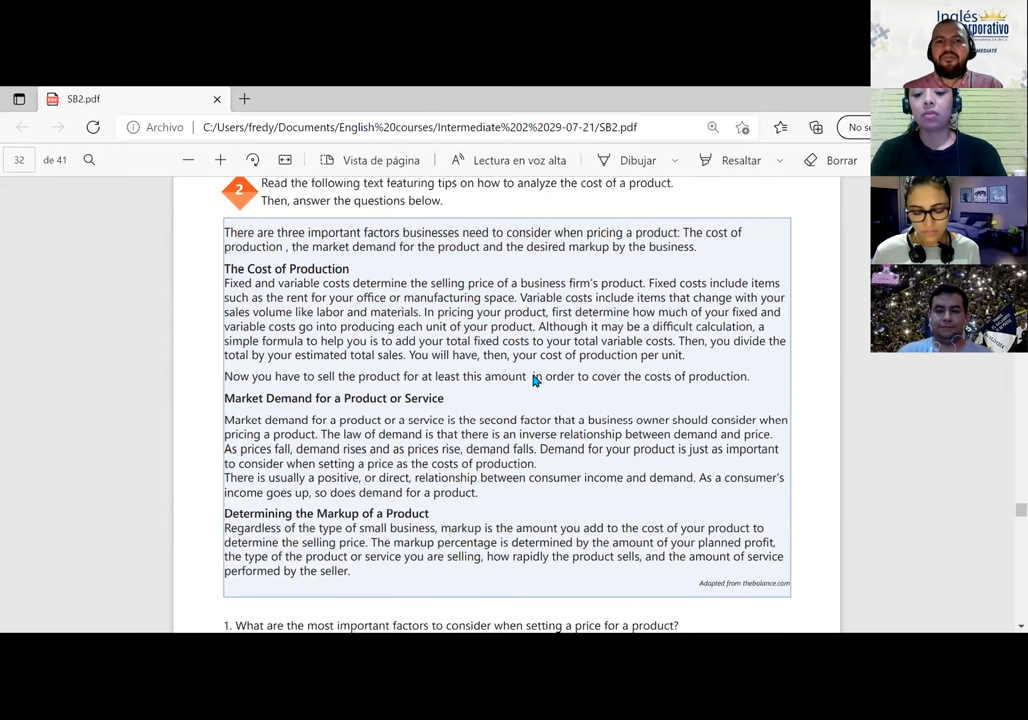 Inglés
orporativo
MEDIATE
SB2.pdf
Archivo
C:/Users/fredy/Documents/English%20courses/Intermediate%202%2029-07-21/SB2.pdf
No se
32
de 41
Vista de página
Lectura en voz alta
Dibujar
Resaltar
Borrar
2
Read the following text featuring tips on how to analyze the cost of a product.
Then, answer the questions below.
There are three important factors businesses need to consider when pricing a product: The cost of
production , the market demand for the product and the desired markup by the business.
The Cost of Production
Fixed and variable costs determine the selling price of a business firm's product. Fixed costs include items
such as the rent for your office or manufacturing space. Variable costs include items that change with your
sales volume like labor and materials. In pricing your product, first determine how much of your fixed and
variable costs go into producing each unit of your product. Although it may be a difficult calculation, a
simple formula to help you is to add your total fixed costs to your total variable costs. Then, you divide the
total by your estimated total sales. You will have, then, your cost of production per unit.
Now you have to sell the product for at least this amount in order to cover the costs of production.
Market Demand for a Product or Service
Market demand for a product or a service is the second factor that a business owner should consider when
pricing a product. The law of demand is that there is an inverse relationship between demand and price.
As prices fall, demand rises and as prices rise, demand falls. Demand for your product is just as important
to consider when setting a price as the costs of production.
There is usually a positive, or direct, relationship between consumer income and demand. As a consumer's
income goes up, so does demand for a product.
Determining the Markup of a Product
Regardless of the type of small business, markup is the amount you add to the cost of your product to
determine the selling price. The markup percentage is determined by the amount of your planned profit,
the type of the product or service you are selling, how rapidly the product sells, and the amount of service
performed by the seller.
Adapted from thebalance.com
1. What are the most important factors to consider when setting a price for a product?